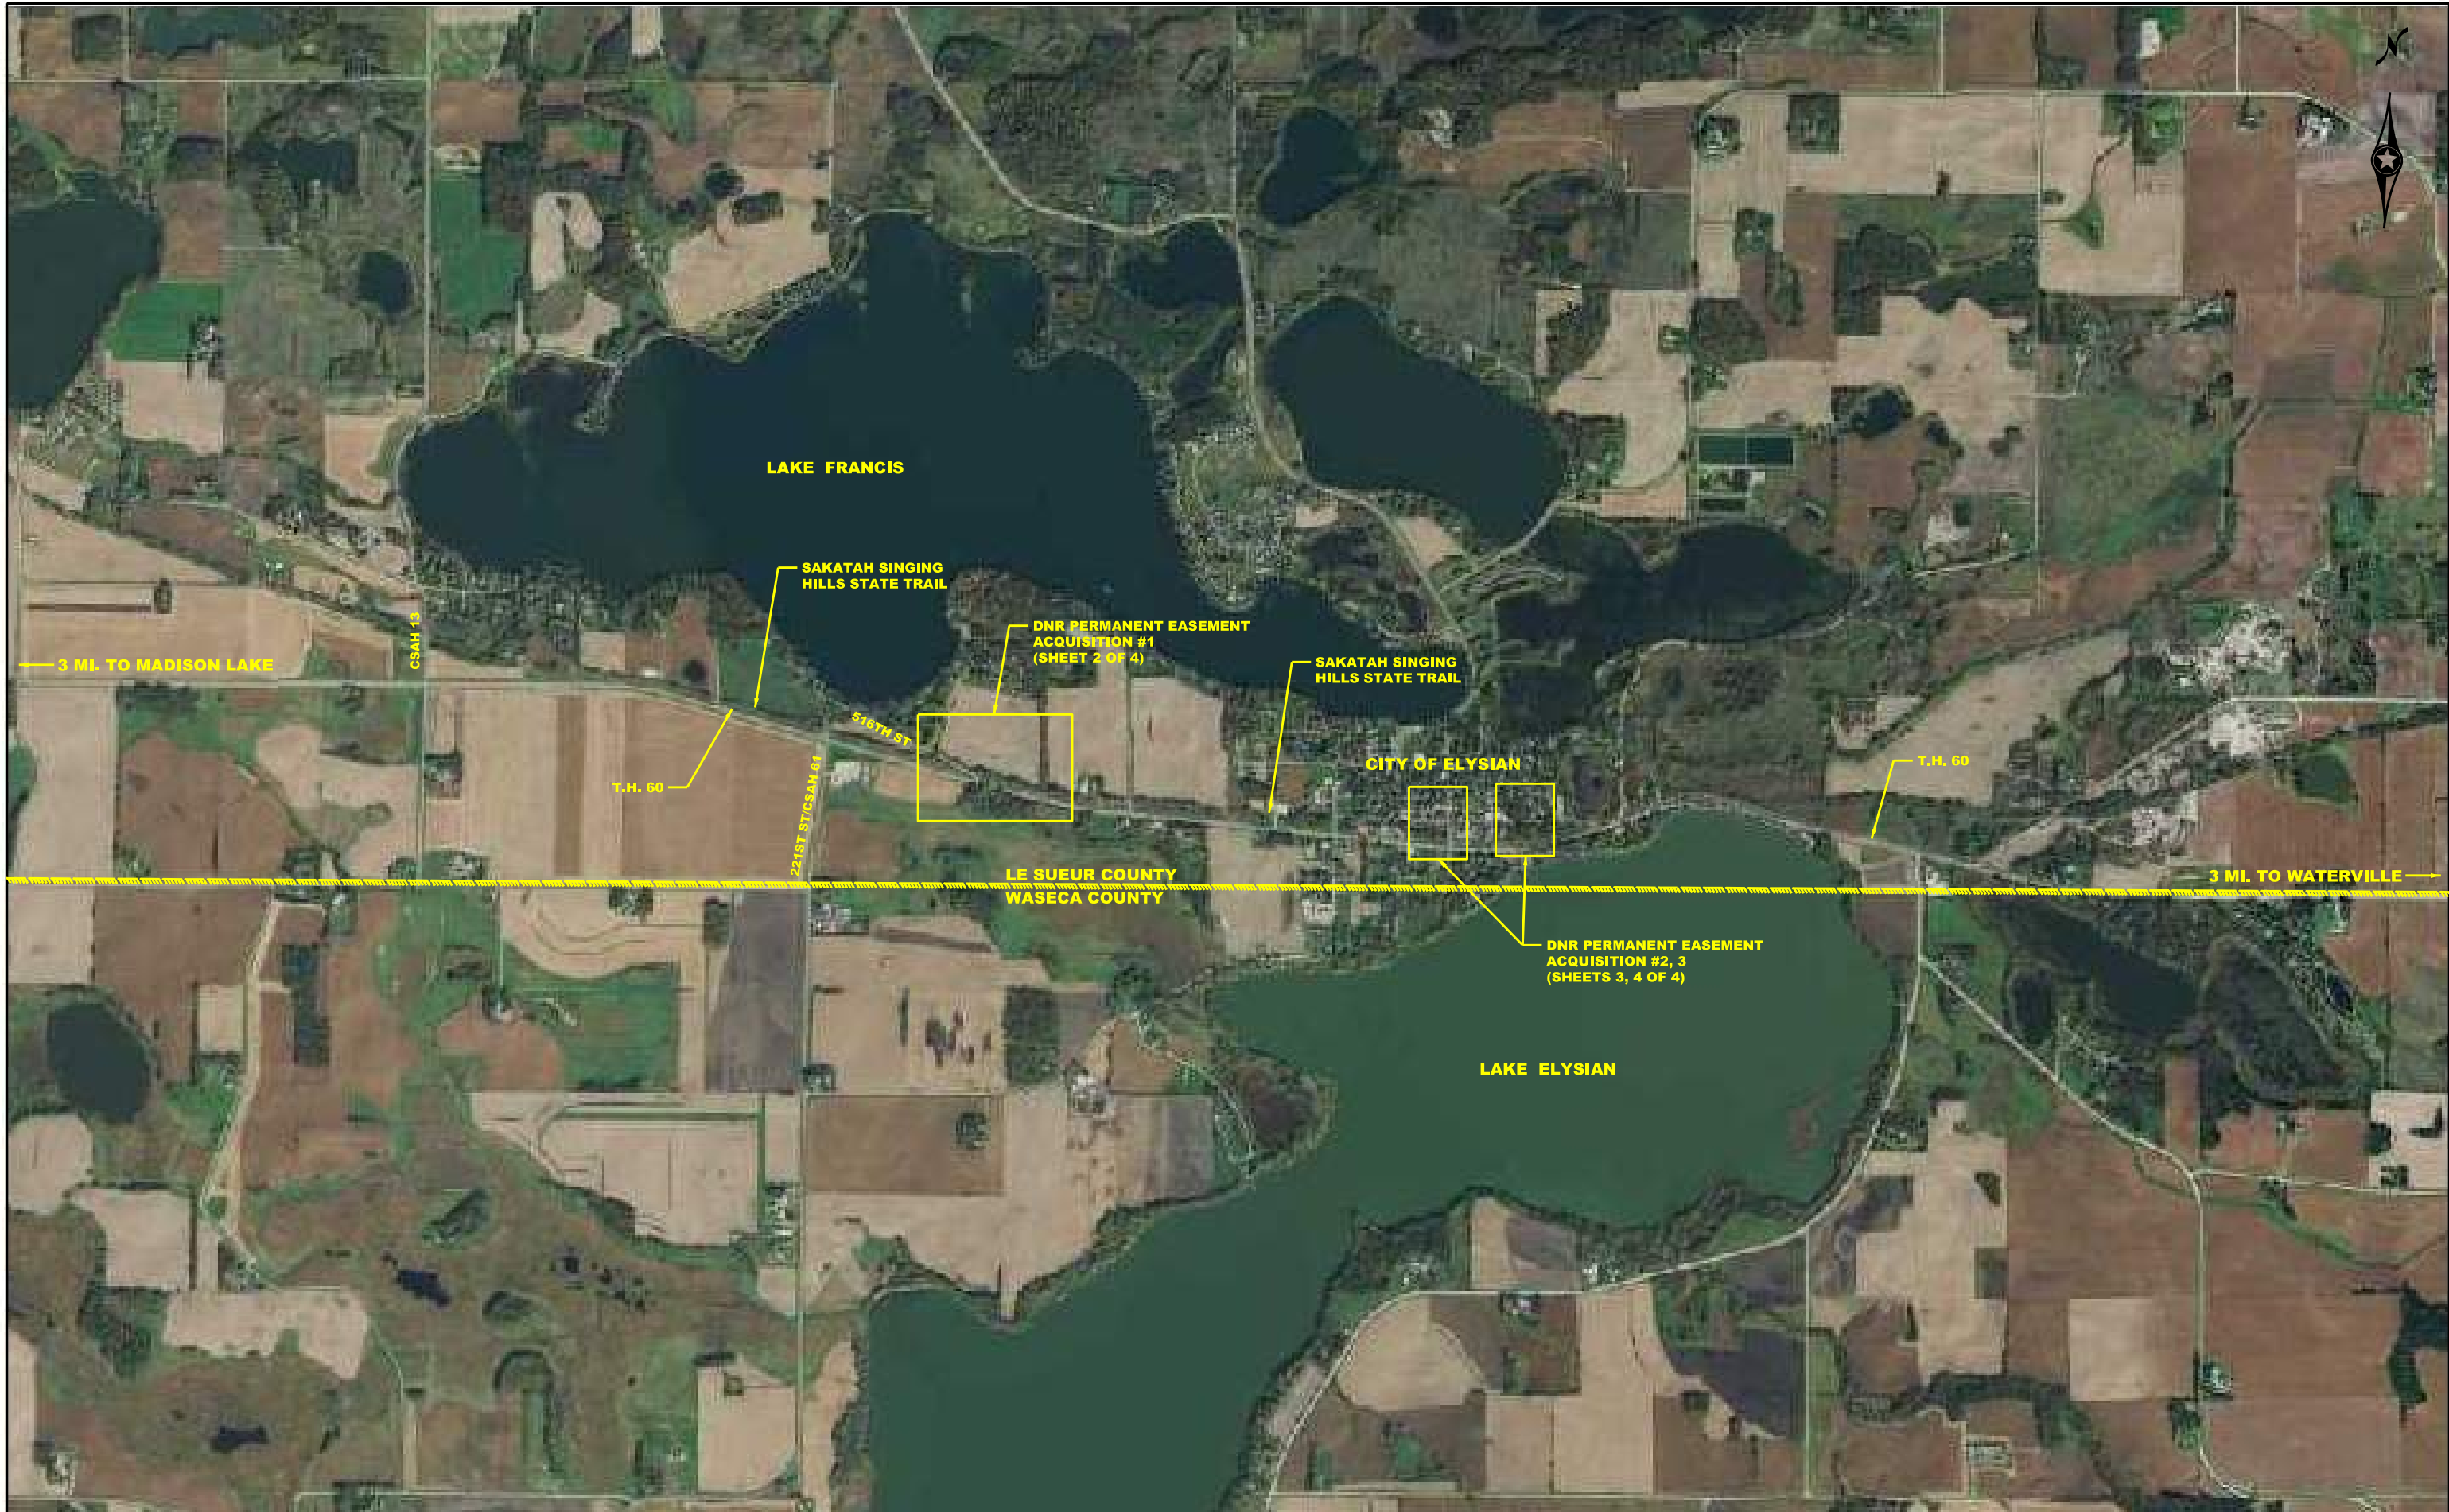 N
LAKE FRANCIS
SAKATAH SINGING
HILLS STATE TRAIL
DNR PERMANENT EASEMENT
ACQUISITION #1
(SHEET 2 OF 4)
CSAH 13
3 MI. TO MADISON LAKE
SAKATAH SINGING
HILLS STATE TRAIL
516TH ST
T.H. 60
221ST ST/CSAH 61
CITY OF ELYSIAN
T.H. 60
LE SUEUR COUNTY
WASECA COUNTY
3 MI. TO WATERVILLE
DNR PERMANENT EASEMENT
ACQUISITION #2, 3
(SHEETS 3, 4 OF 4)
LAKE ELYSIAN